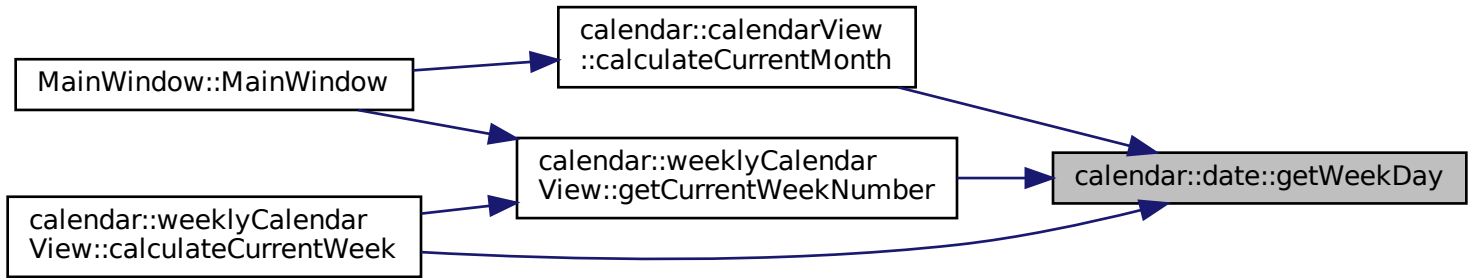 calendar::calendarView
::calculateCurrentMonth
MainWindow::MainWindow
calendar::weeklyCalendar
View::getCurrentWeekNumber
calendar::date::getWeekDay
calendar::weeklyCalendar
View::calculateCurrentWeek